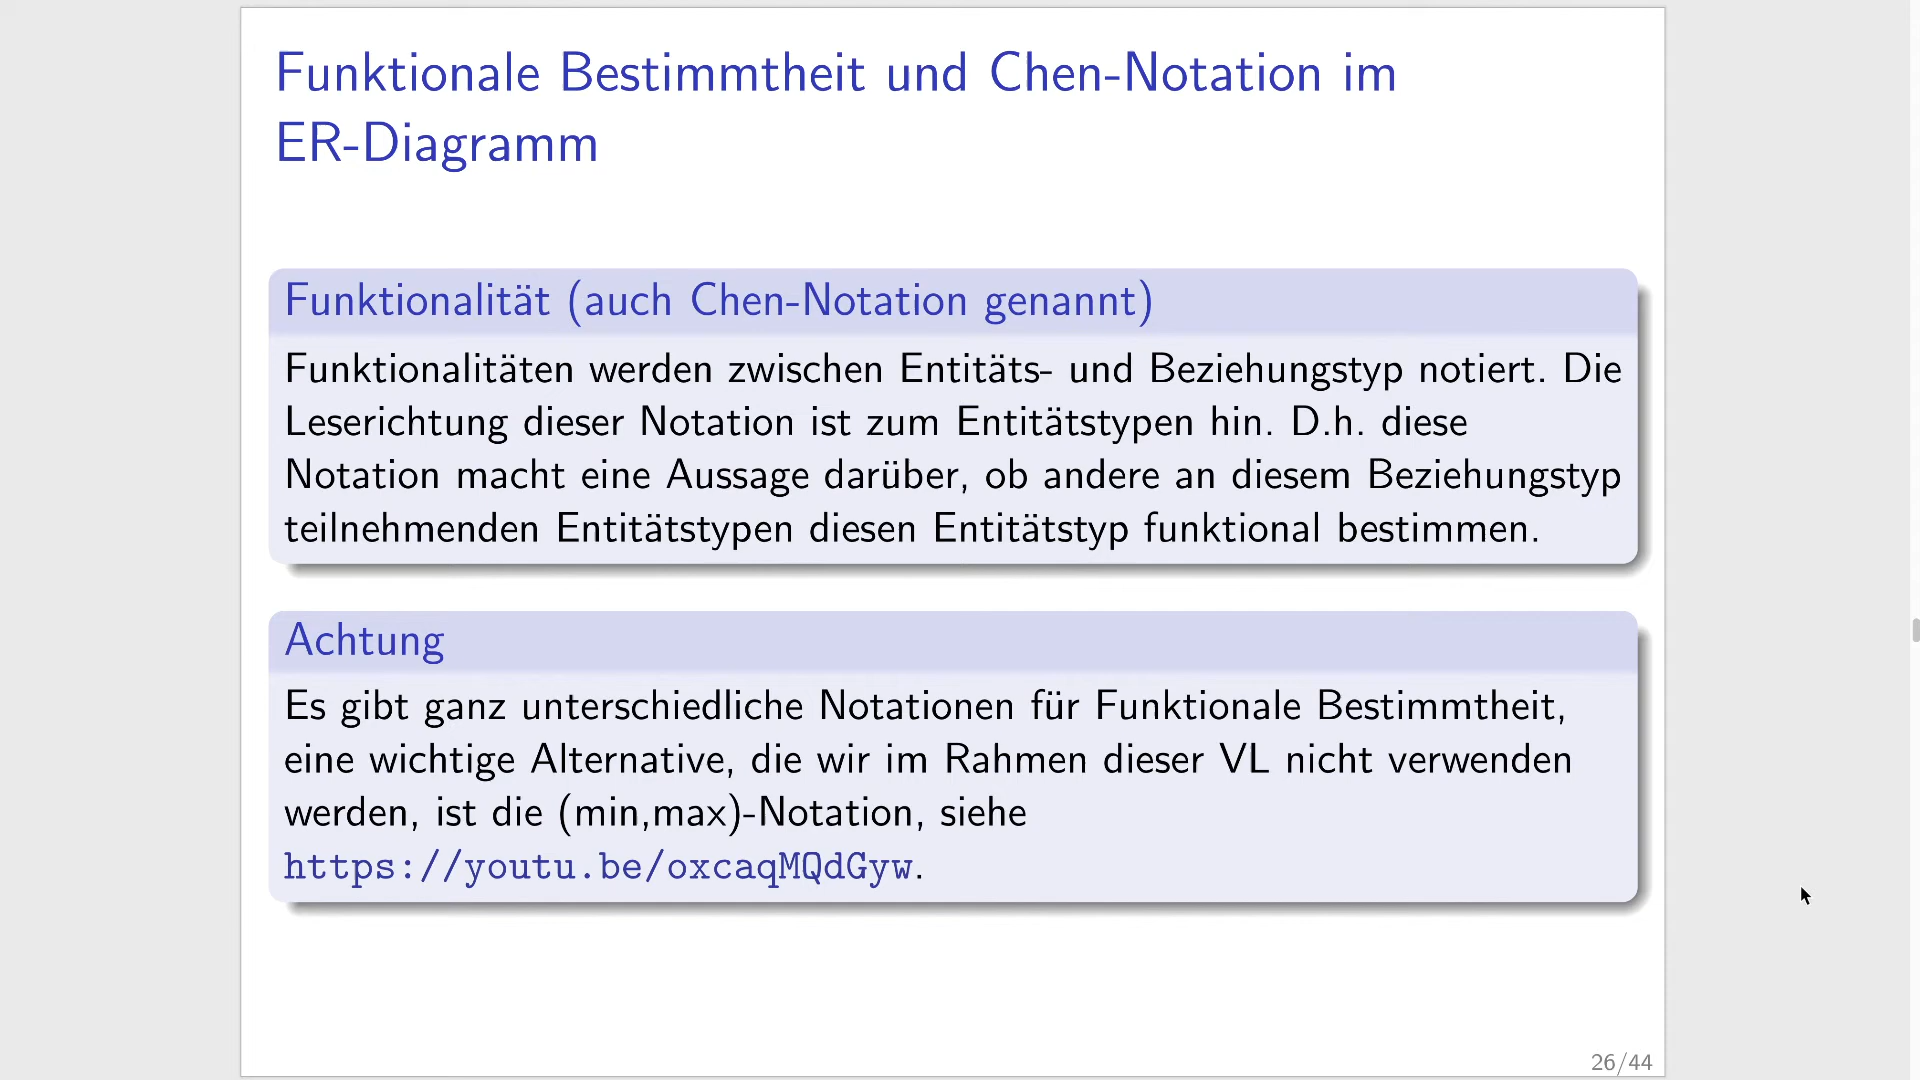 Funktionale Bestimmtheit und Chen-Notation im
ER-Diagramm
Funktionalität (auch Chen-Notation genannt)
Funktionalitäten werden zwischen Entitäts- und Beziehungstyp notiert. Die
Leserichtung dieser Notation ist zum Entitätstypen hin. D.h. diese
Notation macht eine Aussage darüber, ob andere an diesem Beziehungstyp
teilnehmenden Entitätstypen diesen Entitätstyp funktional bestimmen.
Achtung
Es gibt ganz unterschiedliche Notationen für Funktionale Bestimmtheit,
eine wichtige Alternative, die wir im Rahmen dieser VL nicht verwenden
werden, ist die (min,max)-Notation, siehe
https://youtu.be/oxcaqMQdGyw.
26/44